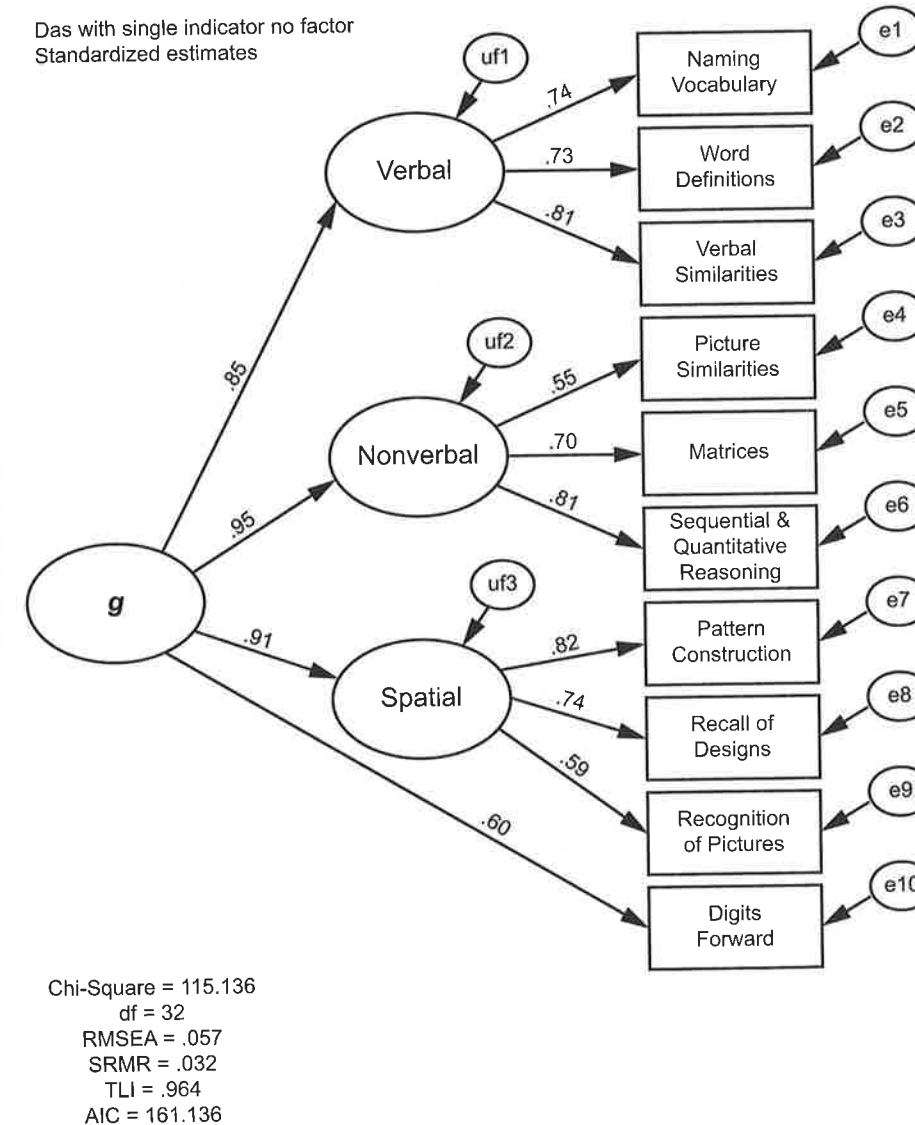 Das with single indicator no factor
Standardized estimates
uf1
Verbal
.74
.73
.81
Naming
Vocabulary
e1
Word
Definitions
e2
Verbal
Similarities
e3
.85
uf2
Nonverbal
.55
.70
.81
Picture
Similarities
e4
Matrices
e5
Sequential &
Quantitative
Reasoning
e6
.95
g
.91
uf3
Spatial
.82
.74
.59
Pattern
Construction
e7
Recall of
Designs
e8
Recognition
of Pictures
e9
.60
Digits
Forward
e10
Chi-Square = 115.136
df = 32
RMSEA = .057
SRMR = .032
TLI = .964
AIC = 161.136